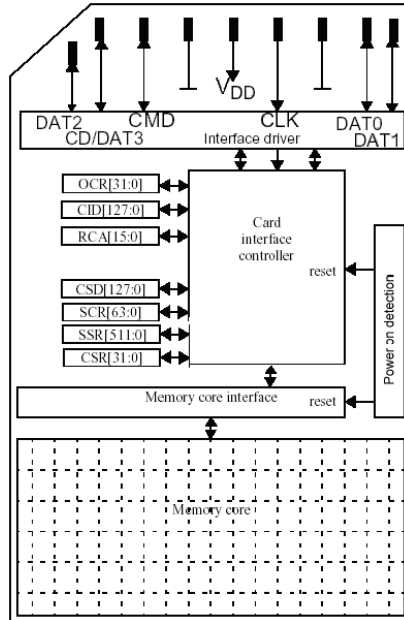 VDD
DAT2 CMD CLK DAT0
CD/DAT3 Interface driver DAT1
OCR[31:0]
CID[127:0]
RCA[15:0]
Card
interface
controller
reset
CSD[127:0]
SCR[63:0]
SSR[511:0]
CSR[31:0]
Power on detection
Memory core interface reset
Memory core